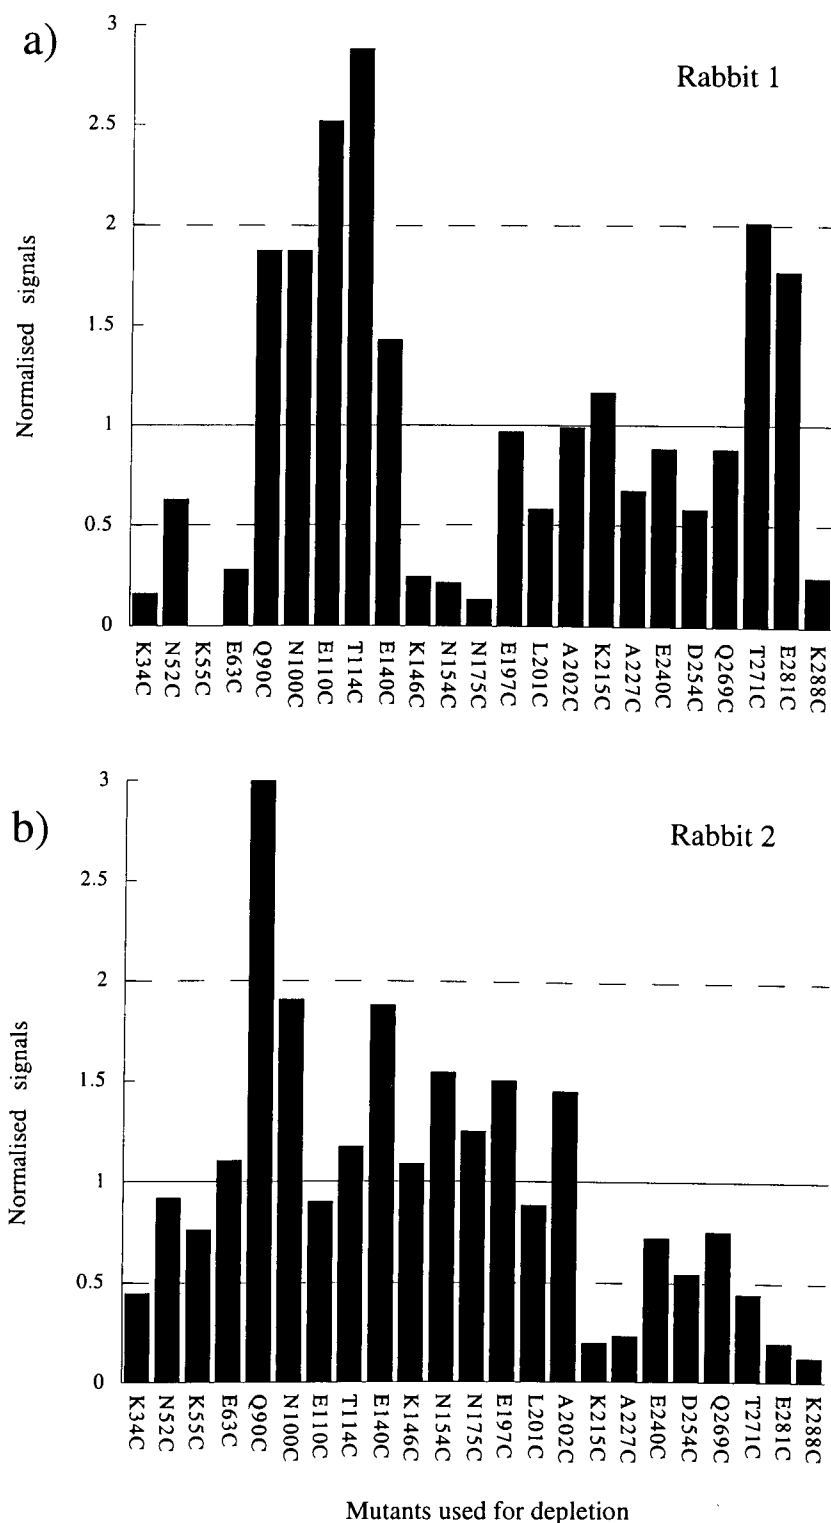 a)
Rabbit 1
3
2.5
2
1.5
1
0.5
0
Normalised signals
K34C
N52C
K55C
E63C
Q90C
N100C
E110C
T114C
E140C
K146C
N154C
N175C
E197C
L201C
A202C
K215C
A227C
E240C
D254C
Q269C
T271C
E281C
K288C
b)
Rabbit 2
3
2.5
2
1.5
1
0.5
0
Normalised signals
K34C
N52C
K55C
E63C
Q90C
N100C
E110C
T114C
E140C
K146C
N154C
N175C
E197C
L201C
A202C
K215C
A227C
E240C
D254C
Q269C
T271C
E281C
K288C
Mutants used for depletion